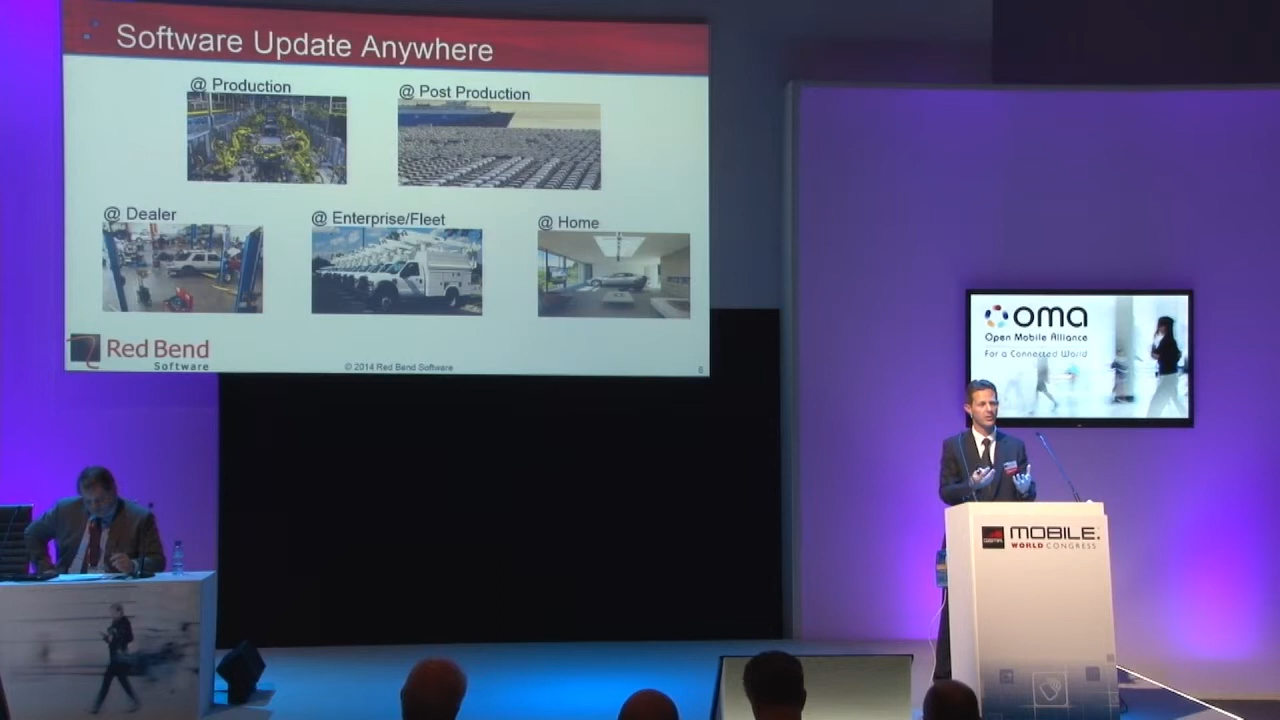 Software Update Anywhere
@ Production
@ Post Production
@ Dealer
@ Enterprise/Fleet
@ Home
Red Bend
Software
© 2014 Red Bend Software
oma
Open Mobile Alliance
For a Connected World
MOBILE
WORLD CONGRESS